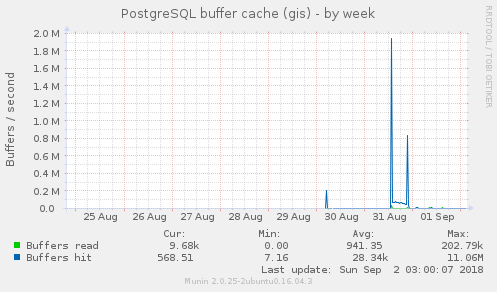 PostgreSQL buffer cache (gis) - by week
RRDTOOL / TOBI OETIKER
Buffers / second
2.0 M
1.8 M
1.6 M
1.4 M
1.2 M
1.0 M
0.8 M
0.6 M
0.4 M
0.2 M
0.0
25 Aug 26 Aug 27 Aug 28 Aug 29 Aug 30 Aug 31 Aug 01 Sep
Cur: Min: Avg: Max:
Buffers read 9.68k 0.00 941.35 202.79k
Buffers hit 568.51 7.16 28.34k 11.06M
Last update: Sun Sep 2 03:00:07 2018
Munin 2.0.25-2ubuntu0.16.04.3